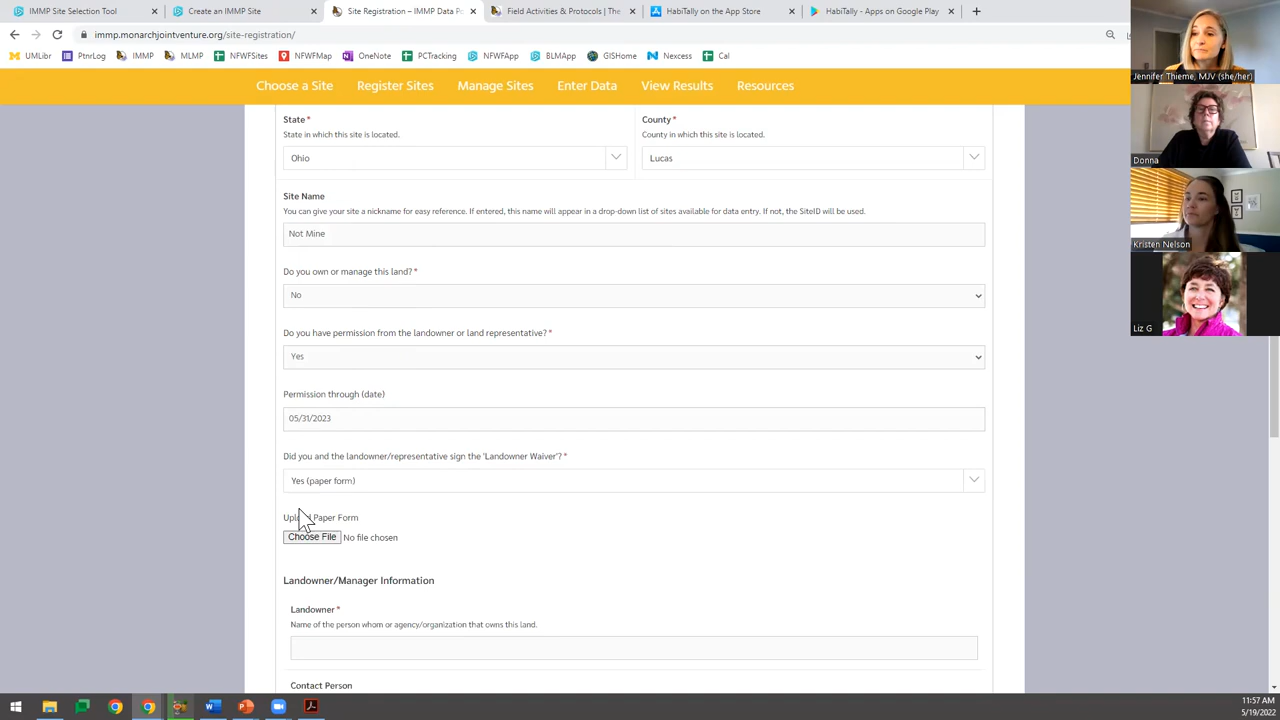 IMMP Site Selection Tool
Create an IMMP Site
Site Registration – IMMP Data Po
Field Activities & Protocols | The
HabiTally on the App Store
HabiTally - Apps on Google Play
immp.monarchjointventure.org/site-registration/
UMLibr
PtnrLog
IMMP
MLMP
NFWFSites
NFWFMap
OneNote
PCTracking
NFWFApp
BLMApp
GISHome
Nexcess
Cal
Choose a Site
Register Sites
Manage Sites
Enter Data
View Results
Resources
Jennifer Thieme, MJV (she/her)
Donna
Kristen Nelson
Liz G
State *
County *
State in which this site is located.
County in which this site is located.
Ohio
Lucas
Site Name
You can give your site a nickname for easy reference. If entered, this name will appear in a drop-down list of sites available for data entry. If not, the SiteID will be used.
Not Mine
Do you own or manage this land? *
No
Do you have permission from the landowner or land representative? *
Yes
Permission through (date)
05/31/2023
Did you and the landowner/representative sign the 'Landowner Waiver'? *
Yes (paper form)
Upload Paper Form
Choose File No file chosen
Landowner/Manager Information
Landowner *
Name of the person whom or agency/organization that owns this land.
Contact Person
11:57 AM
5/19/2022